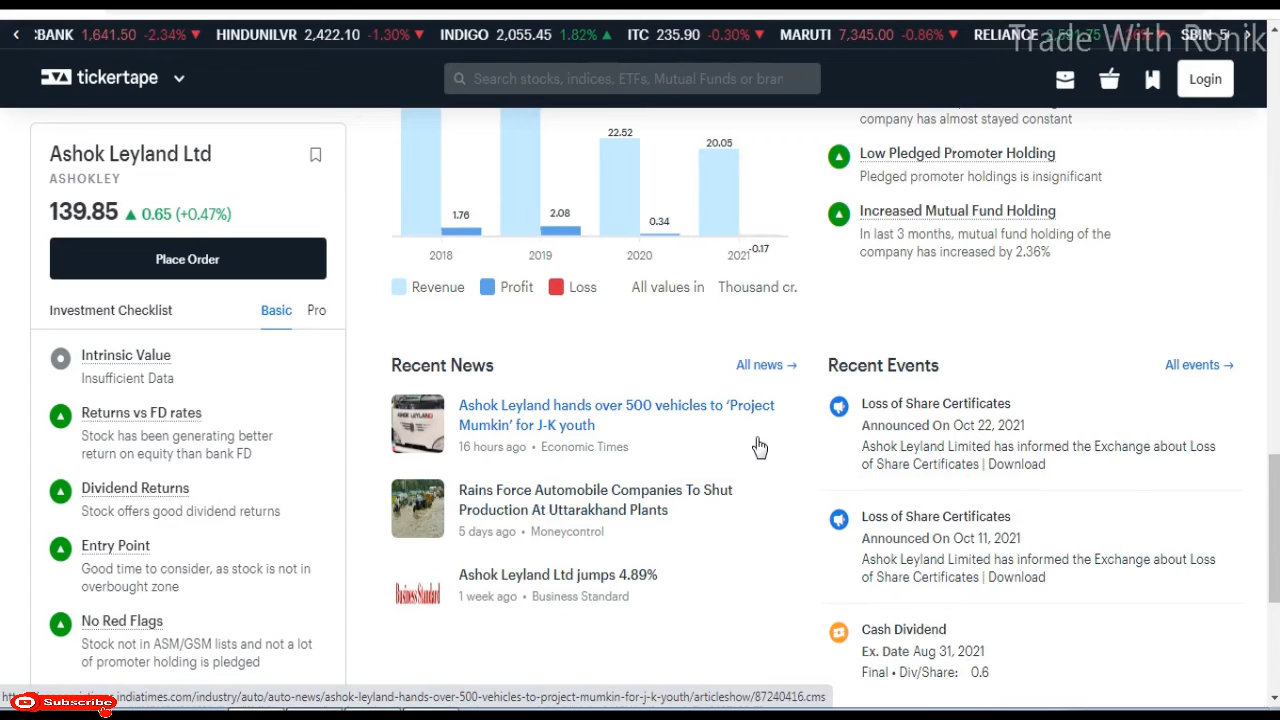 :BANK 1,641.50 -2.34% HINDUNILVR 2,422.10 -1.30% INDIGO 2,055.45 1.82% ITC 235.90 -0.30% MARUTI 7,345.00 -0.86% RELIANCE SBIN
Trade With Ronik
tickertape
Search stocks, indices, ETFs, Mutual Funds or bran
Login
Ashok Leyland Ltd
ASHOKLEY
139.85 0.65 (+0.47%)
Place Order
Investment Checklist Basic Pro
Intrinsic Value
Insufficient Data
Returns vs FD rates
Stock has been generating better
return on equity than bank FD
Dividend Returns
Stock offers good dividend returns
Entry Point
Good time to consider, as stock is not in
overbought zone
No Red Flags
Stock not in ASM/GSM lists and not a lot
of promoter holding is pledged
22.52
20.05
1.76
2.08
0.34
-0.17
2018 2019 2020 2021
Revenue Profit Loss All values in Thousand cr.
company has almost stayed constant
Low Pledged Promoter Holding
Pledged promoter holdings is insignificant
Increased Mutual Fund Holding
In last 3 months, mutual fund holding of the
company has increased by 2.36%
Recent News All news →
ASHOK LEYLAND
Ashok Leyland hands over 500 vehicles to ‘Project
Mumkin’ for J-K youth
16 hours ago • Economic Times
Rains Force Automobile Companies To Shut
Production At Uttarakhand Plants
5 days ago • Moneycontrol
Business Standard
Ashok Leyland Ltd jumps 4.89%
1 week ago • Business Standard
Recent Events All events →
Loss of Share Certificates
Announced On Oct 22, 2021
Ashok Leyland Limited has informed the Exchange about Loss
of Share Certificates | Download
Loss of Share Certificates
Announced On Oct 11, 2021
Ashok Leyland Limited has informed the Exchange about Loss
of Share Certificates | Download
Cash Dividend
Ex. Date Aug 31, 2021
Final • Div/Share: 0.6
indiatimes.com/industry/auto/auto-news/ashok-leyland-hands-over-500-vehicles-to-project-mumkin-for-j-k-youth/articleshow/87240416.cms
Subscribe